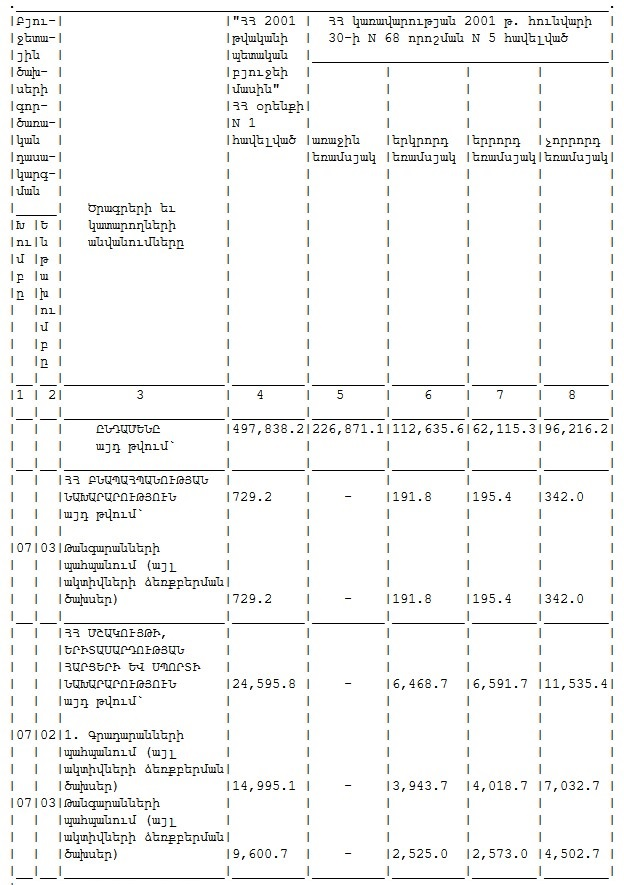 ._____________________________________________________________________.
|Բյու-|                    |"ՀՀ 2001 |   ՀՀ կառավարության 2001 թ. հունվարի
|ջետա-|                    |թվականի |   30-ի N 68 որոշման N 5 հավելված
|յին  |                    |պետական |
|ծախ- |                    |բյուջեի |         |         |        |        |
|սերի |                    |մասին"  |         |         |        |        |
|գոր- |                    |ՀՀ օրենքի|         |         |        |        |
|ծառա-|                    |N 1     |         |         |        |        |
|կան  |                    |հավելված |առաջին  |երկրորդ |երրորդ |չորրորդ |
|դասա-|                    |         |եռամսյակ |եռամսյակ |եռամսյակ|եռամսյակ|
|կարգ-|                    |         |         |         |        |        |
|ման  |                    |         |         |         |        |        |
|_____|   Ծրագրերի եւ      |         |         |         |        |        |
|Խ |Ե |   կատարողների      |         |         |         |        |        |
|ու|ն |   անվանումները     |         |         |         |        |        |
|մ |թ |                    |         |         |         |        |        |
|բ |ա |                    |         |         |         |        |        |
|ը |խ |                    |         |         |         |        |        |
|  |ու|                    |         |         |         |        |        |
|  |մ |                    |         |         |         |        |        |
|  |բ |                    |         |         |         |        |        |
|  |ը |                    |         |         |         |        |        |
|1 | 2|         3          |   4     |   5     |    6    |   7    |   8    |
|  |  |    ԸՆԴԱՄԵՆԸ        |497,838.2|226,871.1|112,635.6|62,115.3|96,216.2|
|  |  |    այդ թվում`      |         |         |         |        |        |
|  |  |ՀՀ ԲՆԱՊԱՀՊԱՆՈՒԹՅԱՆ  |         |         |         |        |        |
|  |  |ՆԱԽԱՐԱՐՈՒԹՅՈՒՆ      |729.2    |    -    |191.8    |195.4   |342.0   |
|  |  |այդ թվում`          |         |         |         |        |        |
|07|03|Թանգարանների        |         |         |         |        |        |
|  |  |պահպանում (այլ      |         |         |         |        |        |
|  |  |ակտիվների ձեռքբերման|         |         |         |        |        |
|  |  |ծախսեր)             |729.2    |    -    |191.8    |195.4   |342.0   |
|  |  |ՀՀ ՄՇԱԿՈՒՅԹԻ,       |         |         |         |        |        |
|  |  |ԵՐԻՏԱՍԱՐԴՈՒԹՅԱՆ     |         |         |         |        |        |
|  |  |ՀԱՐՑԵՐԻ ԵՎ ՍՊՈՐՏԻ   |         |         |         |        |        |
|  |  |ՆԱԽԱՐԱՐՈՒԹՅՈՒՆ      |24,595.8 |    -    |6,468.7  |6,591.7 |11,535.4|
|  |  |այդ թվում`          |         |         |         |        |        |
|07|02|1. Գրադարանների     |         |         |         |        |        |
|  |  |պահպանում (այլ      |         |         |         |        |        |
|  |  |ակտիվների ձեռքբերման|         |         |         |        |        |
|  |  |ծախսեր)             |14,995.1 |    -    |3,943.7  |4,018.7 |7,032.7 |
|07|03|Թանգարանների        |         |         |         |        |        |
|  |  |պահպանում (այլ      |         |         |         |        |        |
|  |  |ակտիվների ձեռքբերման|         |         |         |        |        |
|  |  |ծախսեր)             |9,600.7  |    -    |2,525.0  |2,573.0 |4,502.7 |